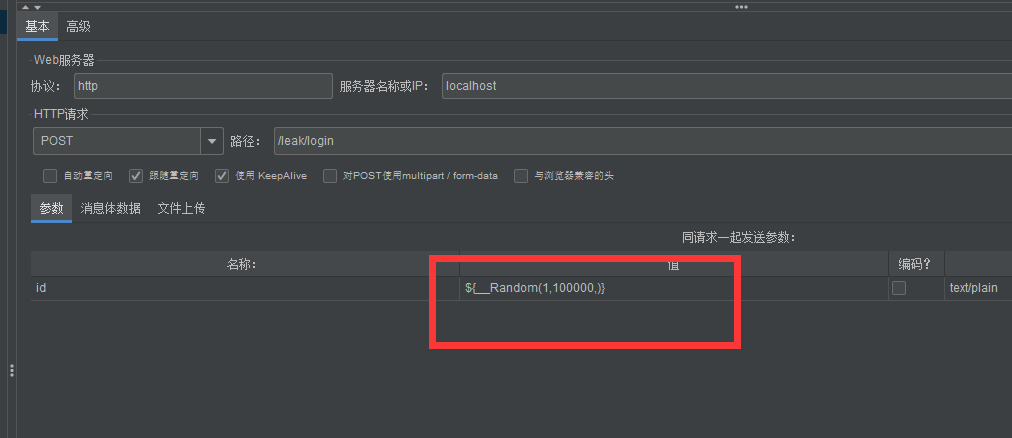 基本 高级
Web服务器
协议： http 服务器名称或IP： localhost
HTTP请求
POST 路径： /leak/login
自动重定向 跟随重定向 使用 KeepAlive 对POST使用multipart / form-data 与浏览器兼容的头
参数 消息体数据 文件上传
同请求一起发送参数：
名称： 值 编码？
id ${__Random(1,100000,)} text/plain